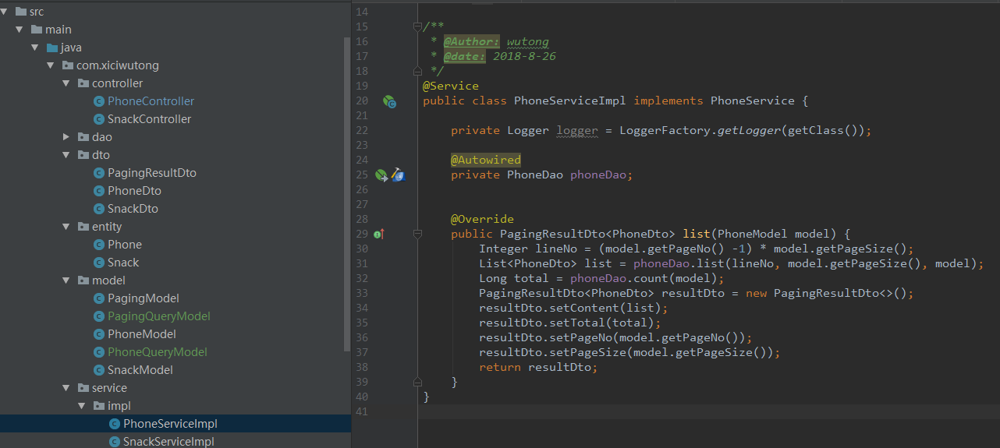 src
main
java
com.xiciwutong
controller
PhoneController
SnackController
dao
dto
PagingResultDto
PhoneDto
SnackDto
entity
Phone
Snack
model
PagingModel
PagingQueryModel
PhoneModel
PhoneQueryModel
SnackModel
service
impl
PhoneServiceImpl
SnackServiceImpl
14
15 /**
16 * @Author: wutong
17 * @date: 2018-8-26
18 */
19 @Service
20 public class PhoneServiceImpl implements PhoneService {
21
22 private Logger logger = LoggerFactory.getLogger(getClass());
23
24 @Autowired
25 private PhoneDao phoneDao;
26
27
28 @Override
29 public PagingResultDto<PhoneDto> list(PhoneModel model) {
30 Integer lineNo = (model.getPageNo() -1) * model.getPageSize();
31 List<PhoneDto> list = phoneDao.list(lineNo, model.getPageSize(), model);
32 Long total = phoneDao.count(model);
33 PagingResultDto<PhoneDto> resultDto = new PagingResultDto<>();
34 resultDto.setContent(list);
35 resultDto.setTotal(total);
36 resultDto.setPageNo(model.getPageNo());
37 resultDto.setPageSize(model.getPageSize());
38 return resultDto;
39 }
40 }
41